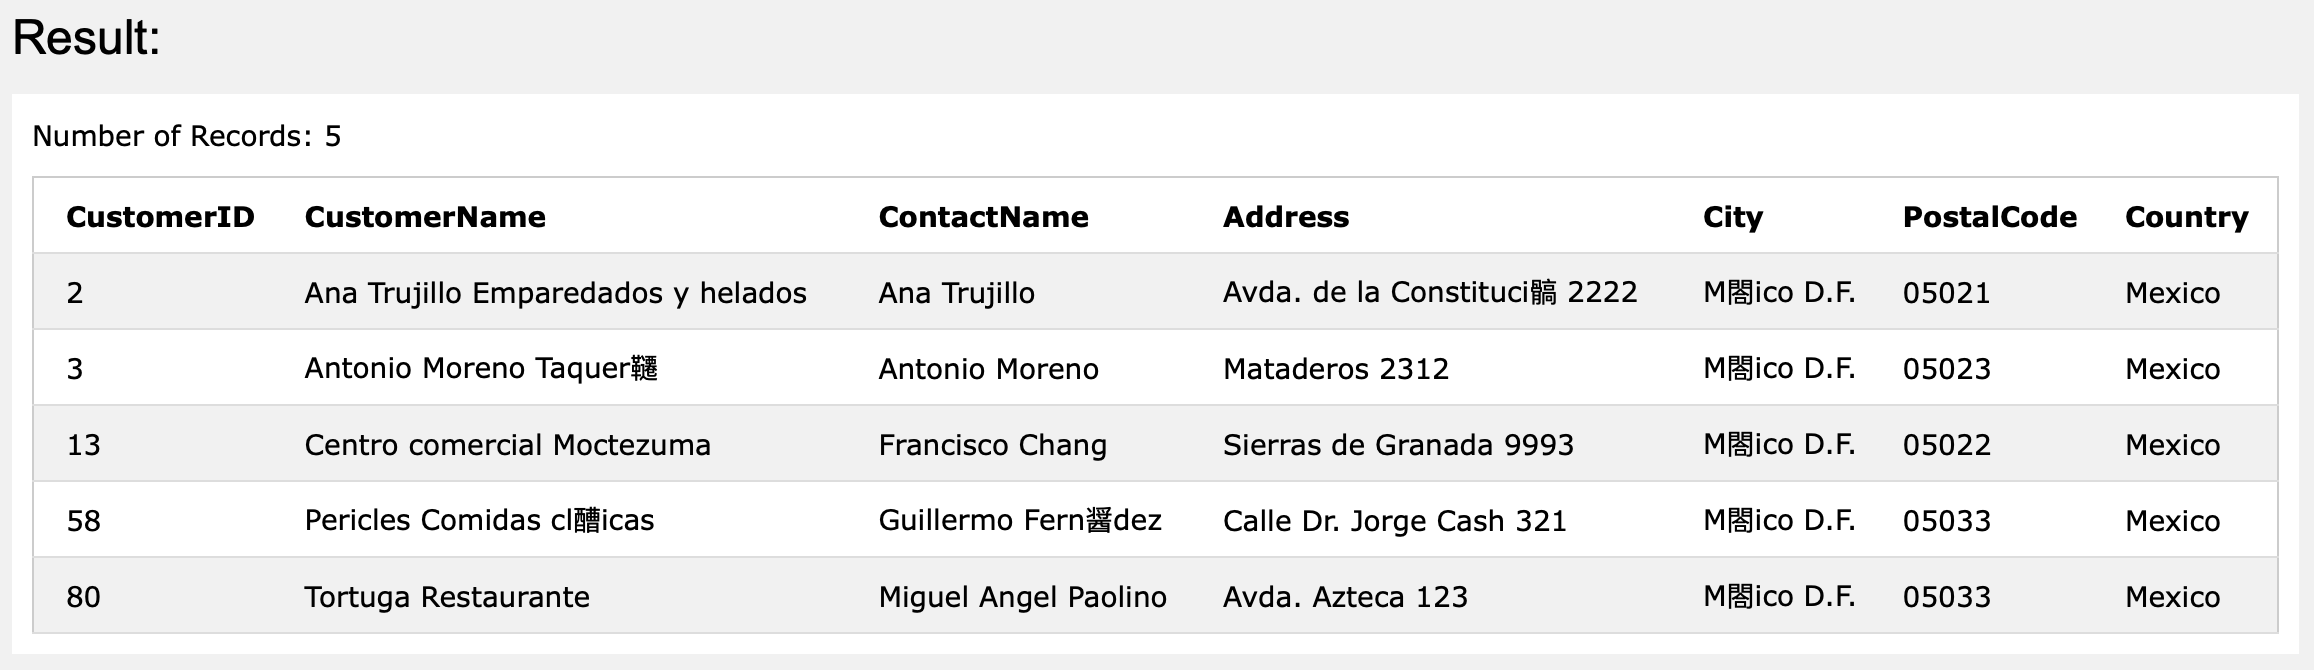 Result:
Number of Records: 5
CustomerID CustomerName ContactName Address City PostalCode Country
2 Ana Trujillo Emparedados y helados Ana Trujillo Avda. de la Constituci髇 2222 M閤ico D.F. 05021 Mexico
3 Antonio Moreno Taquer韆 Antonio Moreno Mataderos 2312 M閤ico D.F. 05023 Mexico
13 Centro comercial Moctezuma Francisco Chang Sierras de Granada 9993 M閤ico D.F. 05022 Mexico
58 Pericles Comidas cl醩icas Guillermo Fern醤dez Calle Dr. Jorge Cash 321 M閤ico D.F. 05033 Mexico
80 Tortuga Restaurante Miguel Angel Paolino Avda. Azteca 123 M閤ico D.F. 05033 Mexico